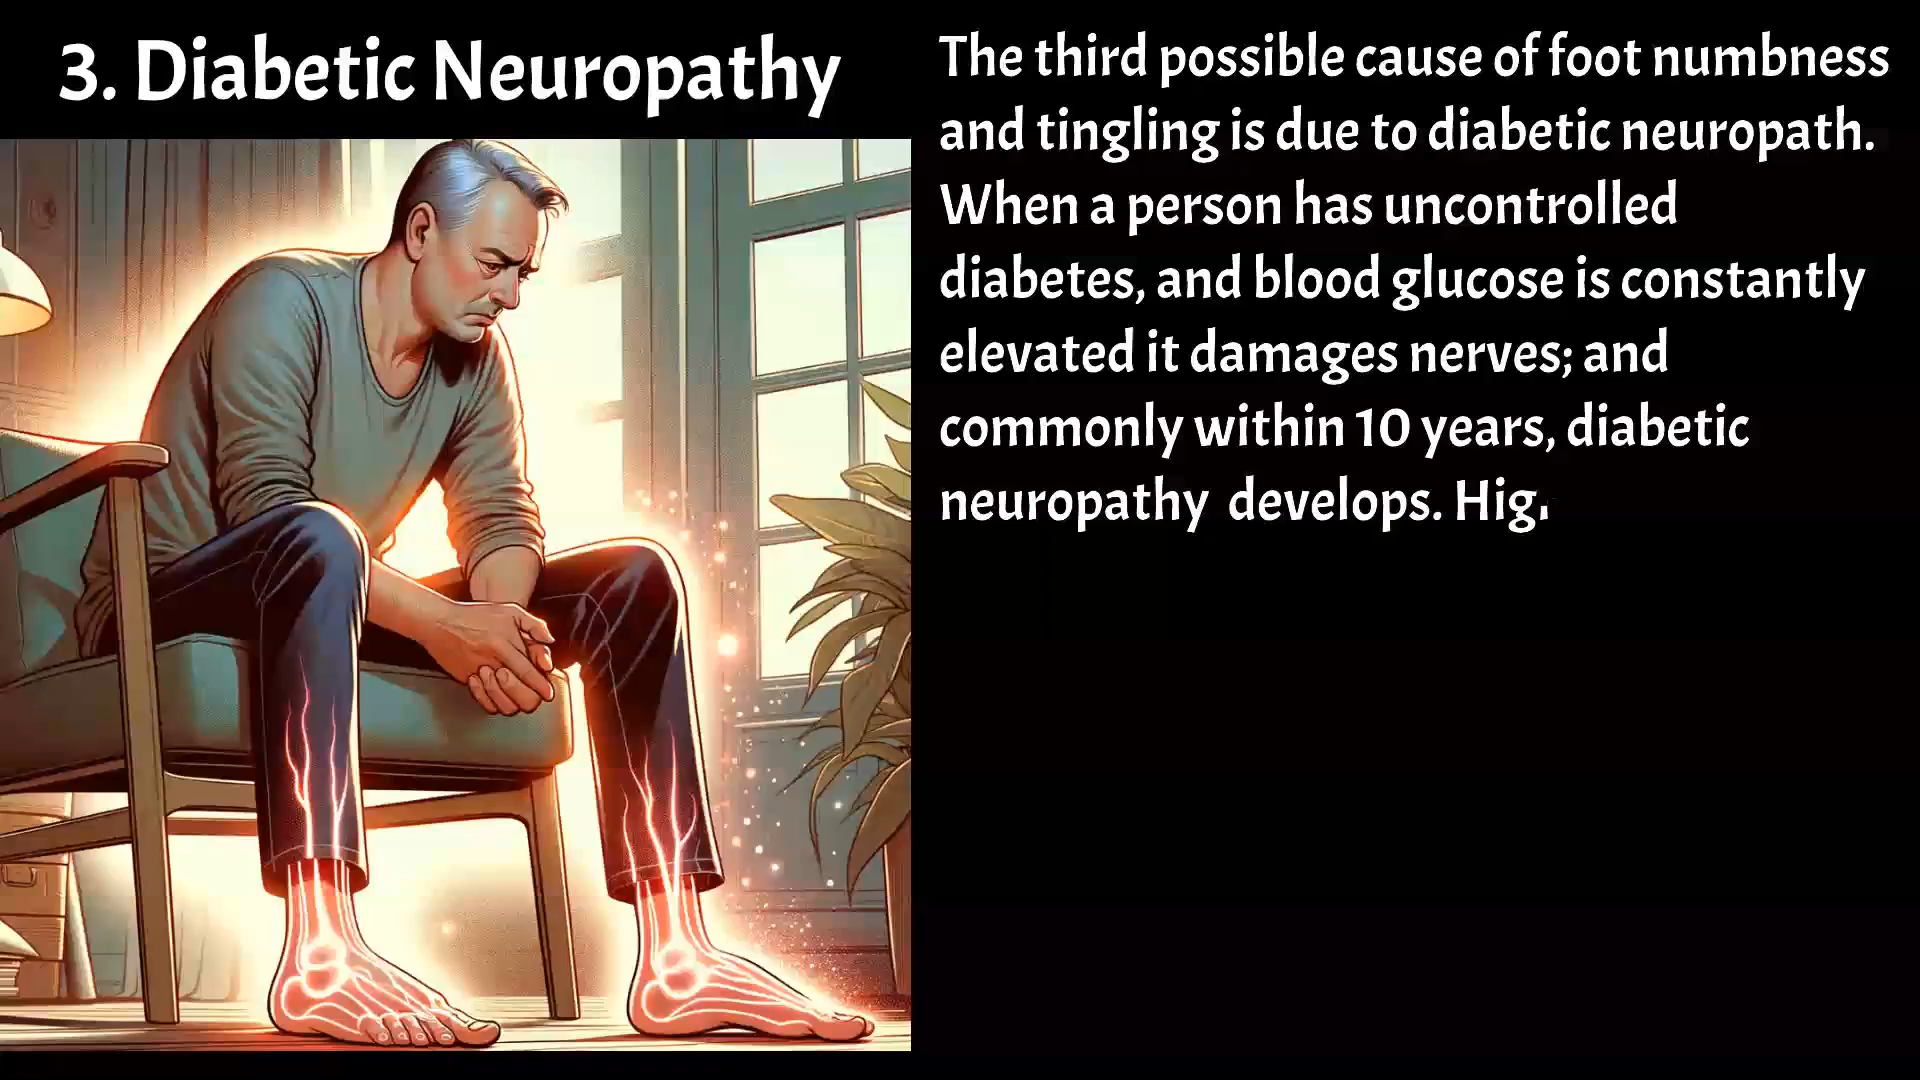 3. Diabetic Neuropathy
The third possible cause of foot numbness
and tingling is due to diabetic neuropath.
When a person has uncontrolled
diabetes, and blood glucose is constantly
elevated it damages nerves; and
commonly within 10 years, diabetic
neuropathy develops. Hig